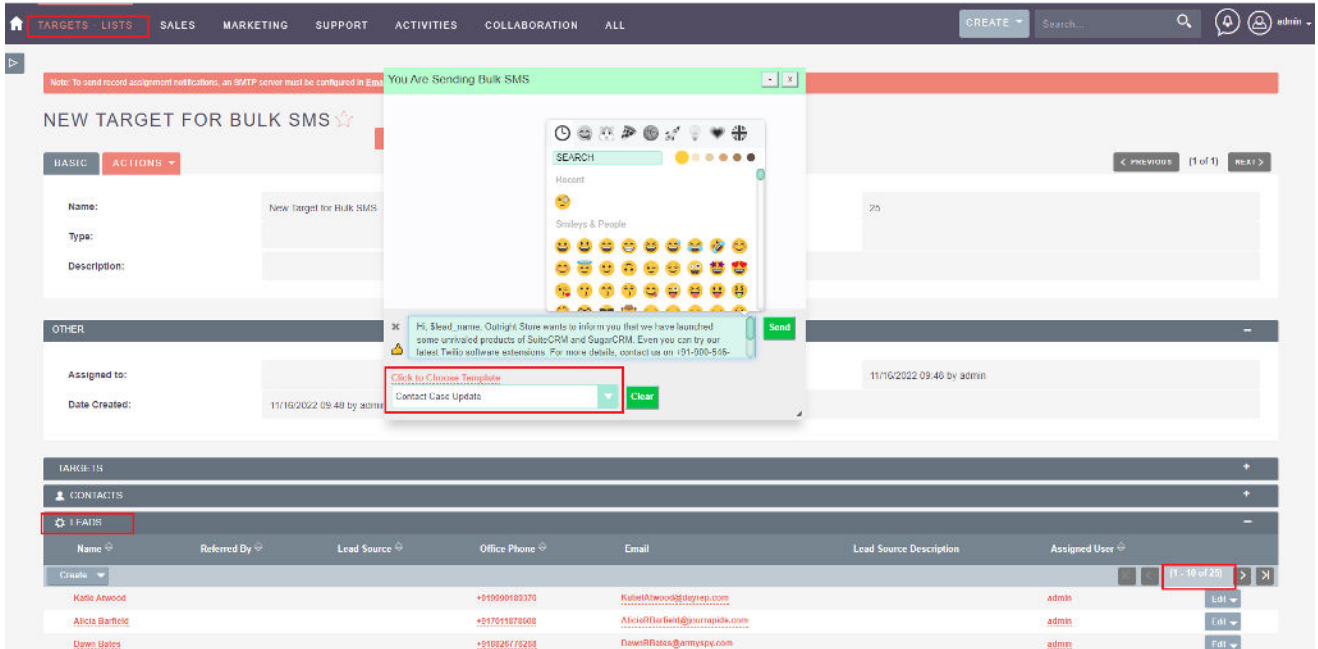 TARGETS - LISTS SALES MARKETING SUPPORT ACTIVITIES COLLABORATION ALL CREATE Search... admin
Note: To send record assignment notifications, an SMTP server must be configured in Ema
You Are Sending Bulk SMS - x
NEW TARGET FOR BULK SMS
SEARCH
BASIC ACTIONS < PREVIOUS (1 of 1) NEXT >
Recent
Name: New Target for Bulk SMS 25
Smileys & People
Type:
Description:
OTHER –
Hi, $lead_name, Outright Store wants to inform you that we have launched
some unrivaled products of SuiteCRM and SugarCRM. Even you can try our
latest Twilio software extensions. For more details, contact us on +91-900-546-
Send
Assigned to: 11/16/2022 09:48 by admin
Click to Choose Template
Contact Case Update Clear
Date Created: 11/16/2022 09:48 by admin
TARGETS +
CONTACTS +
LEADS –
Name Referred By Lead Source Office Phone Email Lead Source Description Assigned User
Create (1 - 10 of 25)
Katie Atwood admin Edit
Alicia Barfield admin Edit
Dawn Bates DawnRBates@armyspy.com admin Edit